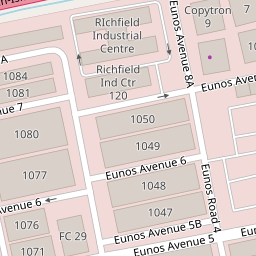 Copytron
9
7
RIchfield
Industrial
Centre
Richfield
Ind Ctr
120
Eunos Avenue 8A
A
1084
1081
nue 7
Eunos Avenue
1050
1049
1080
1077
Eunos Avenue 6
Avenue 6
1048
1047
Eunos Road 4
1076
1071
FC 29
Eunos Avenue 5B
Eunos Avenue 5